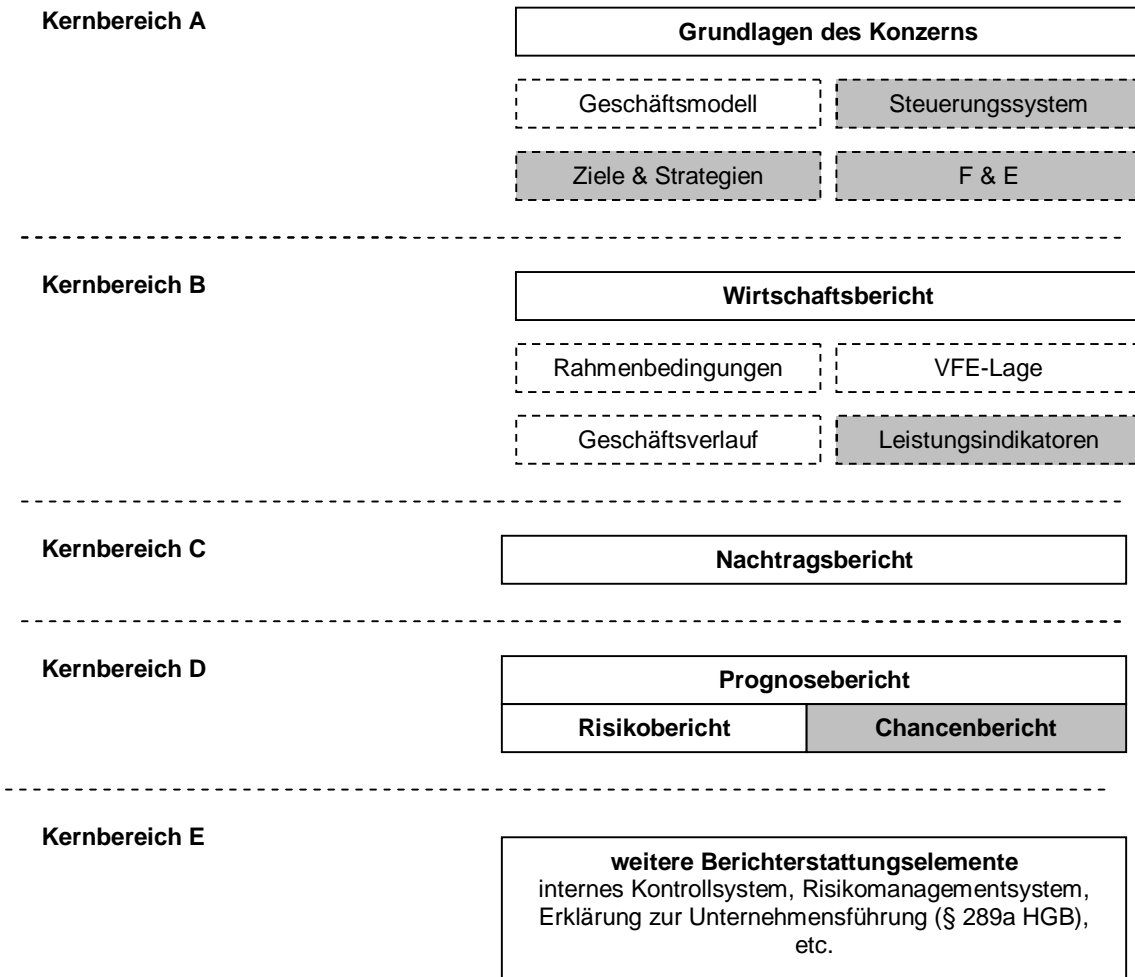 Kernbereich A
Grundlagen des Konzerns
Geschäftsmodell
Steuerungssystem
Ziele & Strategien
F & E
Kernbereich B
Wirtschaftsbericht
Rahmenbedingungen
VFE-Lage
Geschäftsverlauf
Leistungsindikatoren
Kernbereich C
Nachtragsbericht
Kernbereich D
Prognosebericht
Risikobericht
Chancenbericht
Kernbereich E
weitere Berichterstattungselemente
internes Kontrollsystem, Risikomanagementsystem,
Erklärung zur Unternehmensführung (§ 289a HGB),
etc.